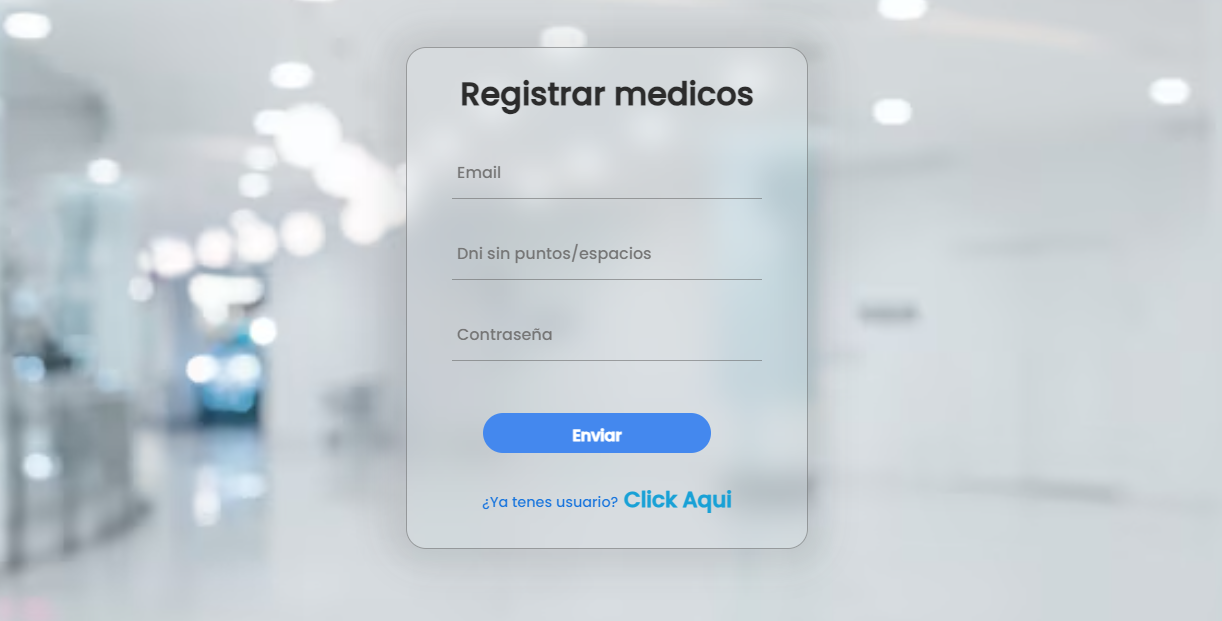 Registrar medicos
Email
Dni sin puntos/espacios
Contraseña
Enviar
¿Ya tenes usuario? Click Aqui